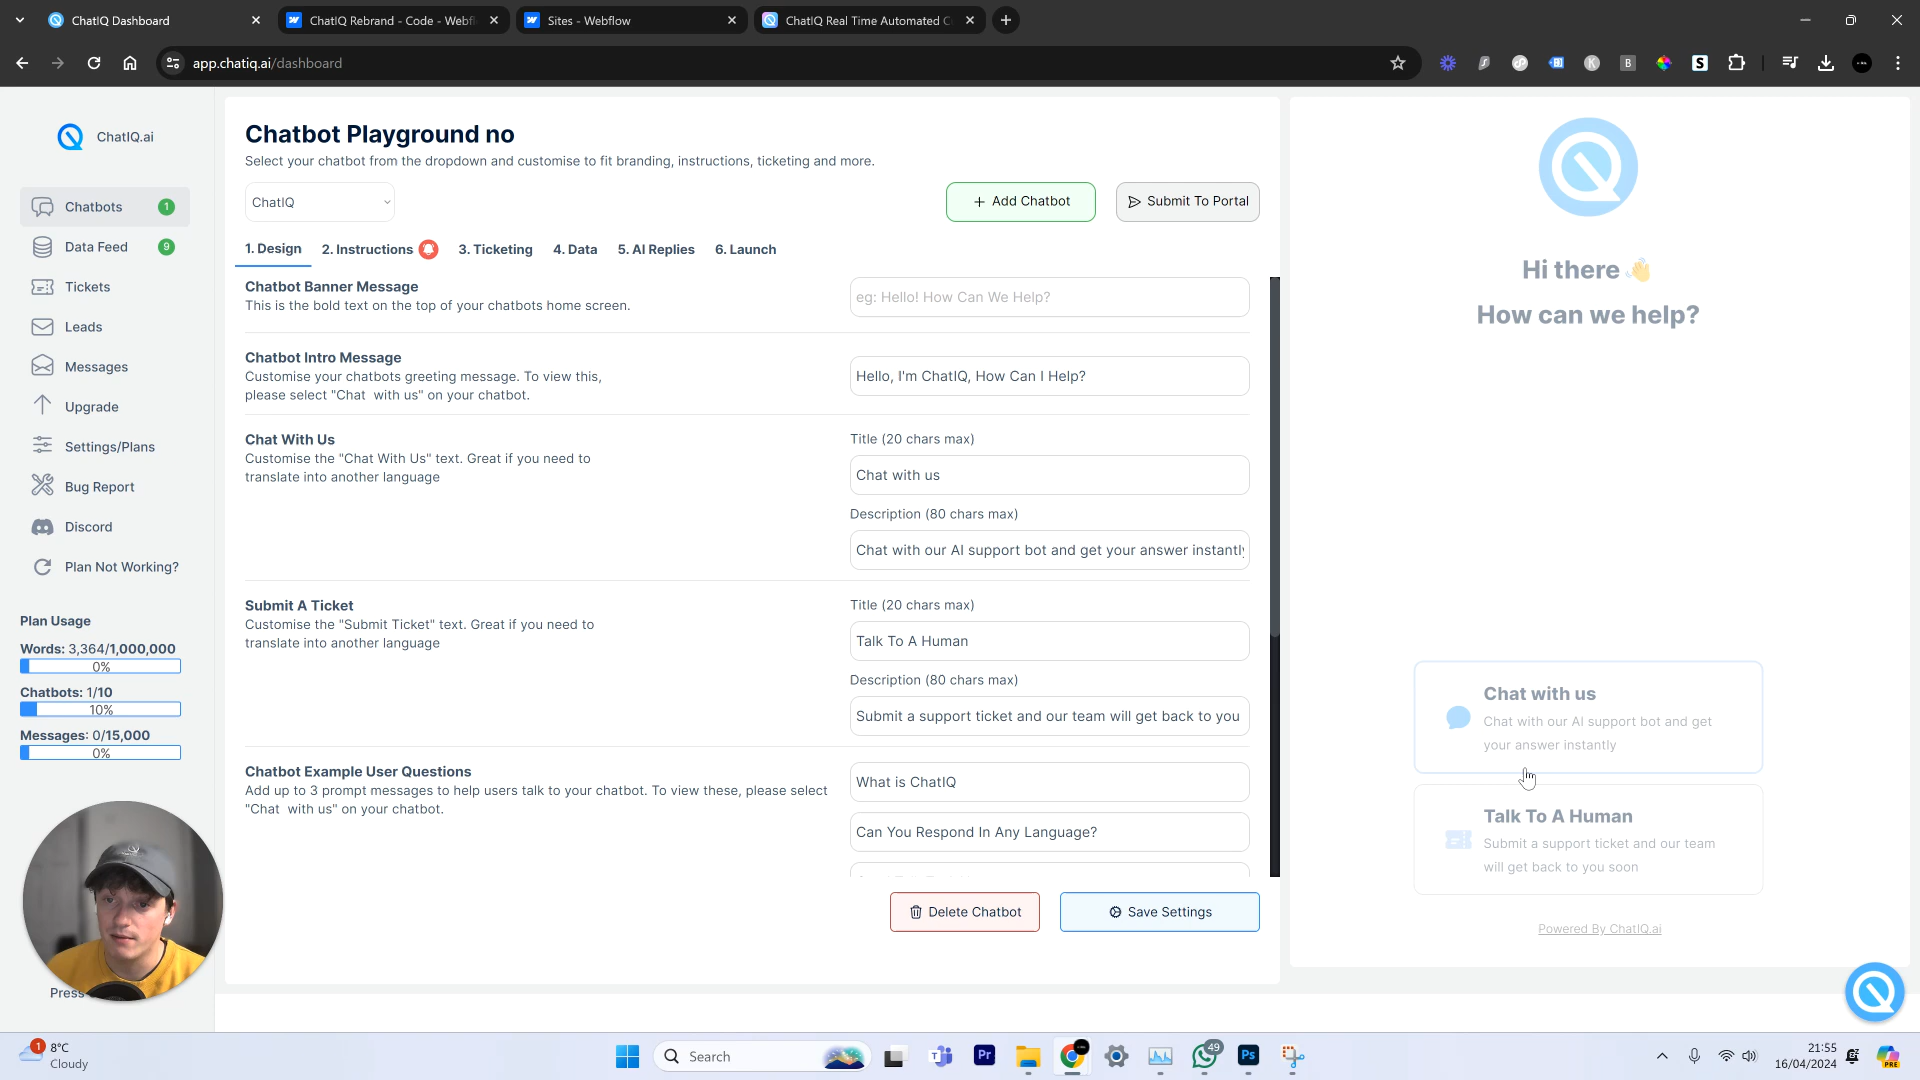 ChatIQ Dashboard
ChatIQ Rebrand - Code - Webfl
Sites - Webflow
ChatIQ Real Time Automated C
app.chatiq.ai/dashboard
ChatIQ.ai
Chatbots 1
Data Feed 9
Tickets
Leads
Messages
Upgrade
Settings/Plans
Bug Report
Discord
Plan Not Working?
Plan Usage
Words: 3,364/1,000,000
0%
Chatbots: 1/10
10%
Messages: 0/15,000
0%
Press
Chatbot Playground no
Select your chatbot from the dropdown and customise to fit branding, instructions, ticketing and more.
ChatIQ
+ Add Chatbot
Submit To Portal
1. Design
2. Instructions
3. Ticketing
4. Data
5. AI Replies
6. Launch
Chatbot Banner Message
This is the bold text on the top of your chatbots home screen.
eg: Hello! How Can We Help?
Chatbot Intro Message
Customise your chatbots greeting message. To view this,
please select "Chat with us" on your chatbot.
Hello, I'm ChatIQ, How Can I Help?
Chat With Us
Customise the "Chat With Us" text. Great if you need to
translate into another language
Title (20 chars max)
Chat with us
Description (80 chars max)
Chat with our AI support bot and get your answer instantly
Submit A Ticket
Customise the "Submit Ticket" text. Great if you need to
translate into another language
Title (20 chars max)
Talk To A Human
Description (80 chars max)
Submit a support ticket and our team will get back to you
Chatbot Example User Questions
Add up to 3 prompt messages to help users talk to your chatbot. To view these, please select
"Chat with us" on your chatbot.
What is ChatIQ
Can You Respond In Any Language?
Delete Chatbot
Save Settings
Hi there 👋
How can we help?
Chat with us
Chat with our AI support bot and get
your answer instantly
Talk To A Human
Submit a support ticket and our team
will get back to you soon
Powered By ChatIQ.ai
1
8°C
Cloudy
Search
Pr
49
Ps
21:55
16/04/2024
PRE